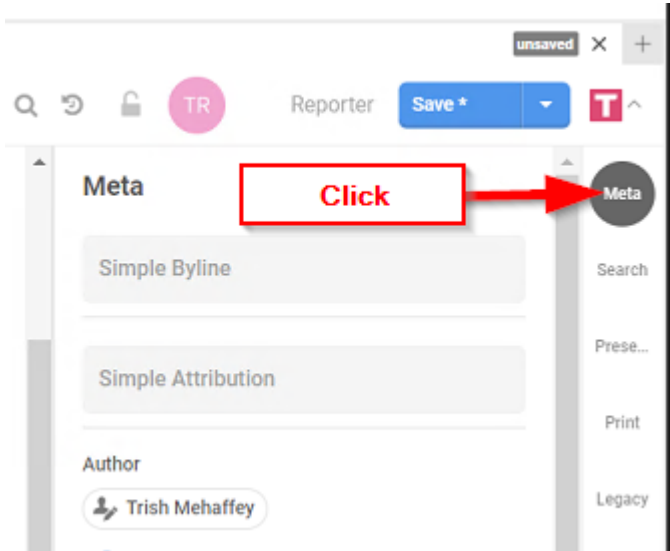 unsaved
TR
Reporter
Save *
T
Meta
Click
Meta
Simple Byline
Search
Prese...
Simple Attribution
Print
Author
Trish Mehaffey
Legacy